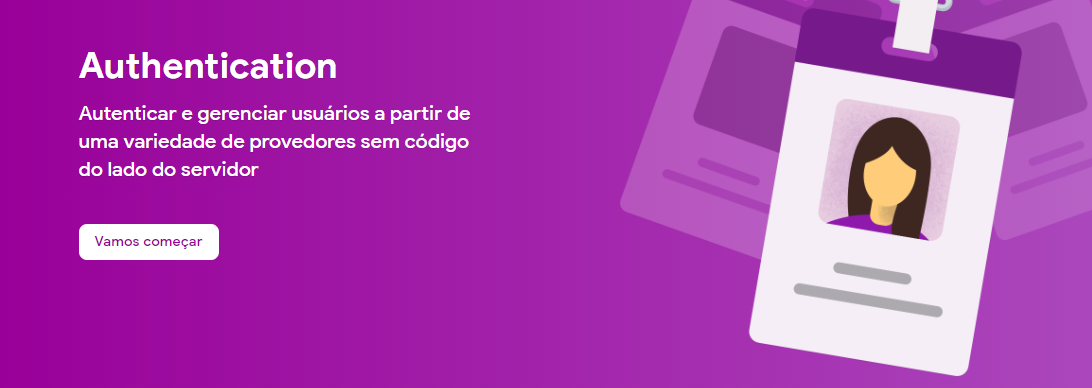 Authentication
Autenticar e gerenciar usuários a partir de
uma variedade de provedores sem código
do lado do servidor
Vamos começar